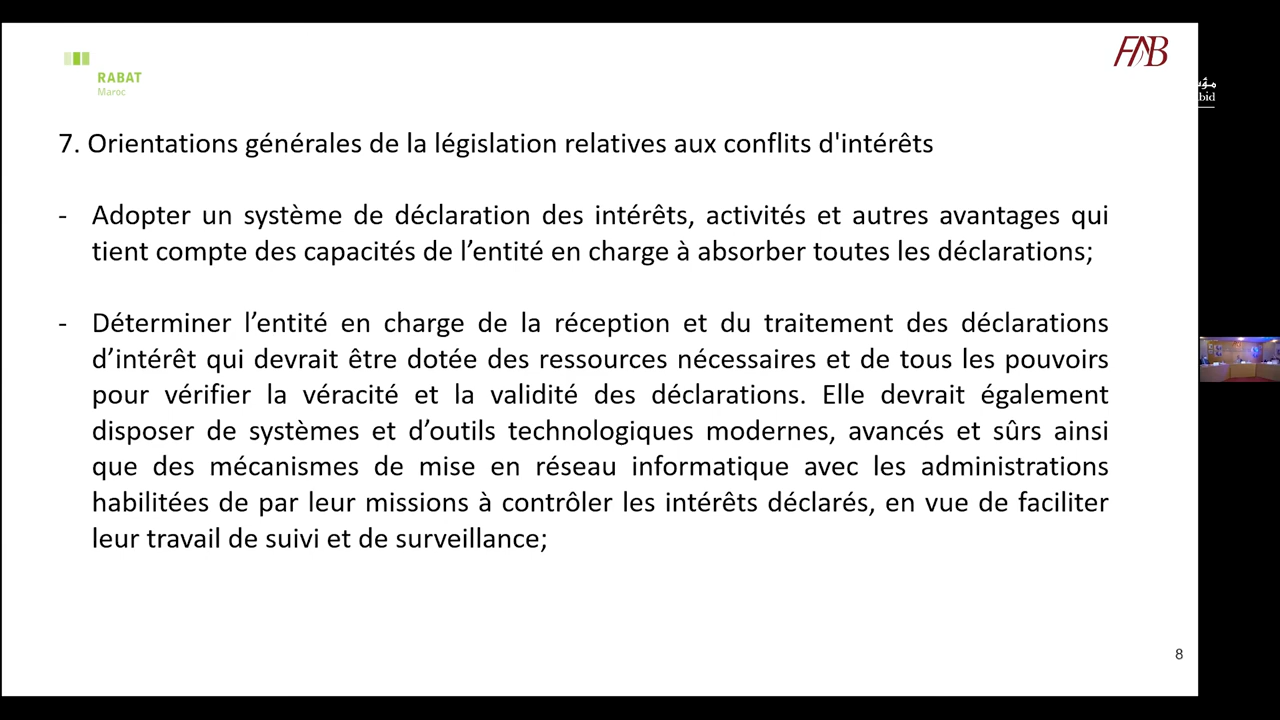 FAB
RABAT
Maroc
bid
7. Orientations générales de la législation relatives aux conflits d'intérêts
- Adopter un système de déclaration des intérêts, activités et autres avantages qui
tient compte des capacités de l’entité en charge à absorber toutes les déclarations;
- Déterminer l’entité en charge de la réception et du traitement des déclarations
d’intérêt qui devrait être dotée des ressources nécessaires et de tous les pouvoirs
pour vérifier la véracité et la validité des déclarations. Elle devrait également
disposer de systèmes et d’outils technologiques modernes, avancés et sûrs ainsi
que des mécanismes de mise en réseau informatique avec les administrations
habilitées de par leur missions à contrôler les intérêts déclarés, en vue de faciliter
leur travail de suivi et de surveillance;
8